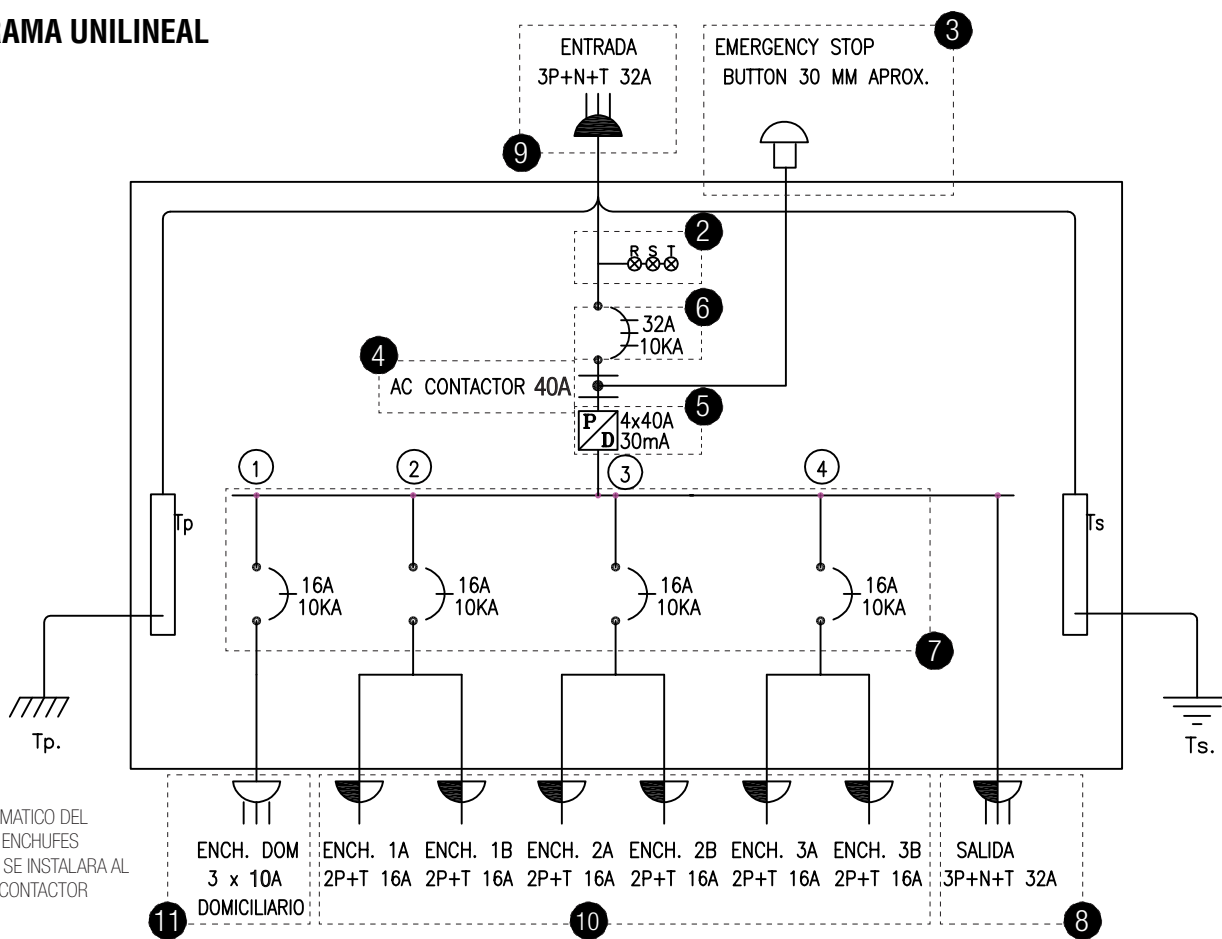 RAMA UNILINEAL
3
ENTRADA
3P+N+T 32A
EMERGENCY STOP
BUTTON 30 MM APROX.
9
2
R S T
6
32A
10KA
4
AC CONTACTOR 40A
5
P
D
4x40A
30mA
1
2
3
4
Tp
Ts
16A
10KA
16A
10KA
16A
10KA
16A
10KA
7
Tp.
Ts.
MATICO DEL
ENCHUFES
SE INSTALARA AL
CONTACTOR
ENCH. DOM
3 x 10A
DOMICILIARIO
ENCH. 1A
2P+T 16A
ENCH. 1B
2P+T 16A
ENCH. 2A
2P+T 16A
ENCH. 2B
2P+T 16A
ENCH. 3A
2P+T 16A
ENCH. 3B
2P+T 16A
SALIDA
3P+N+T 32A
11
10
8